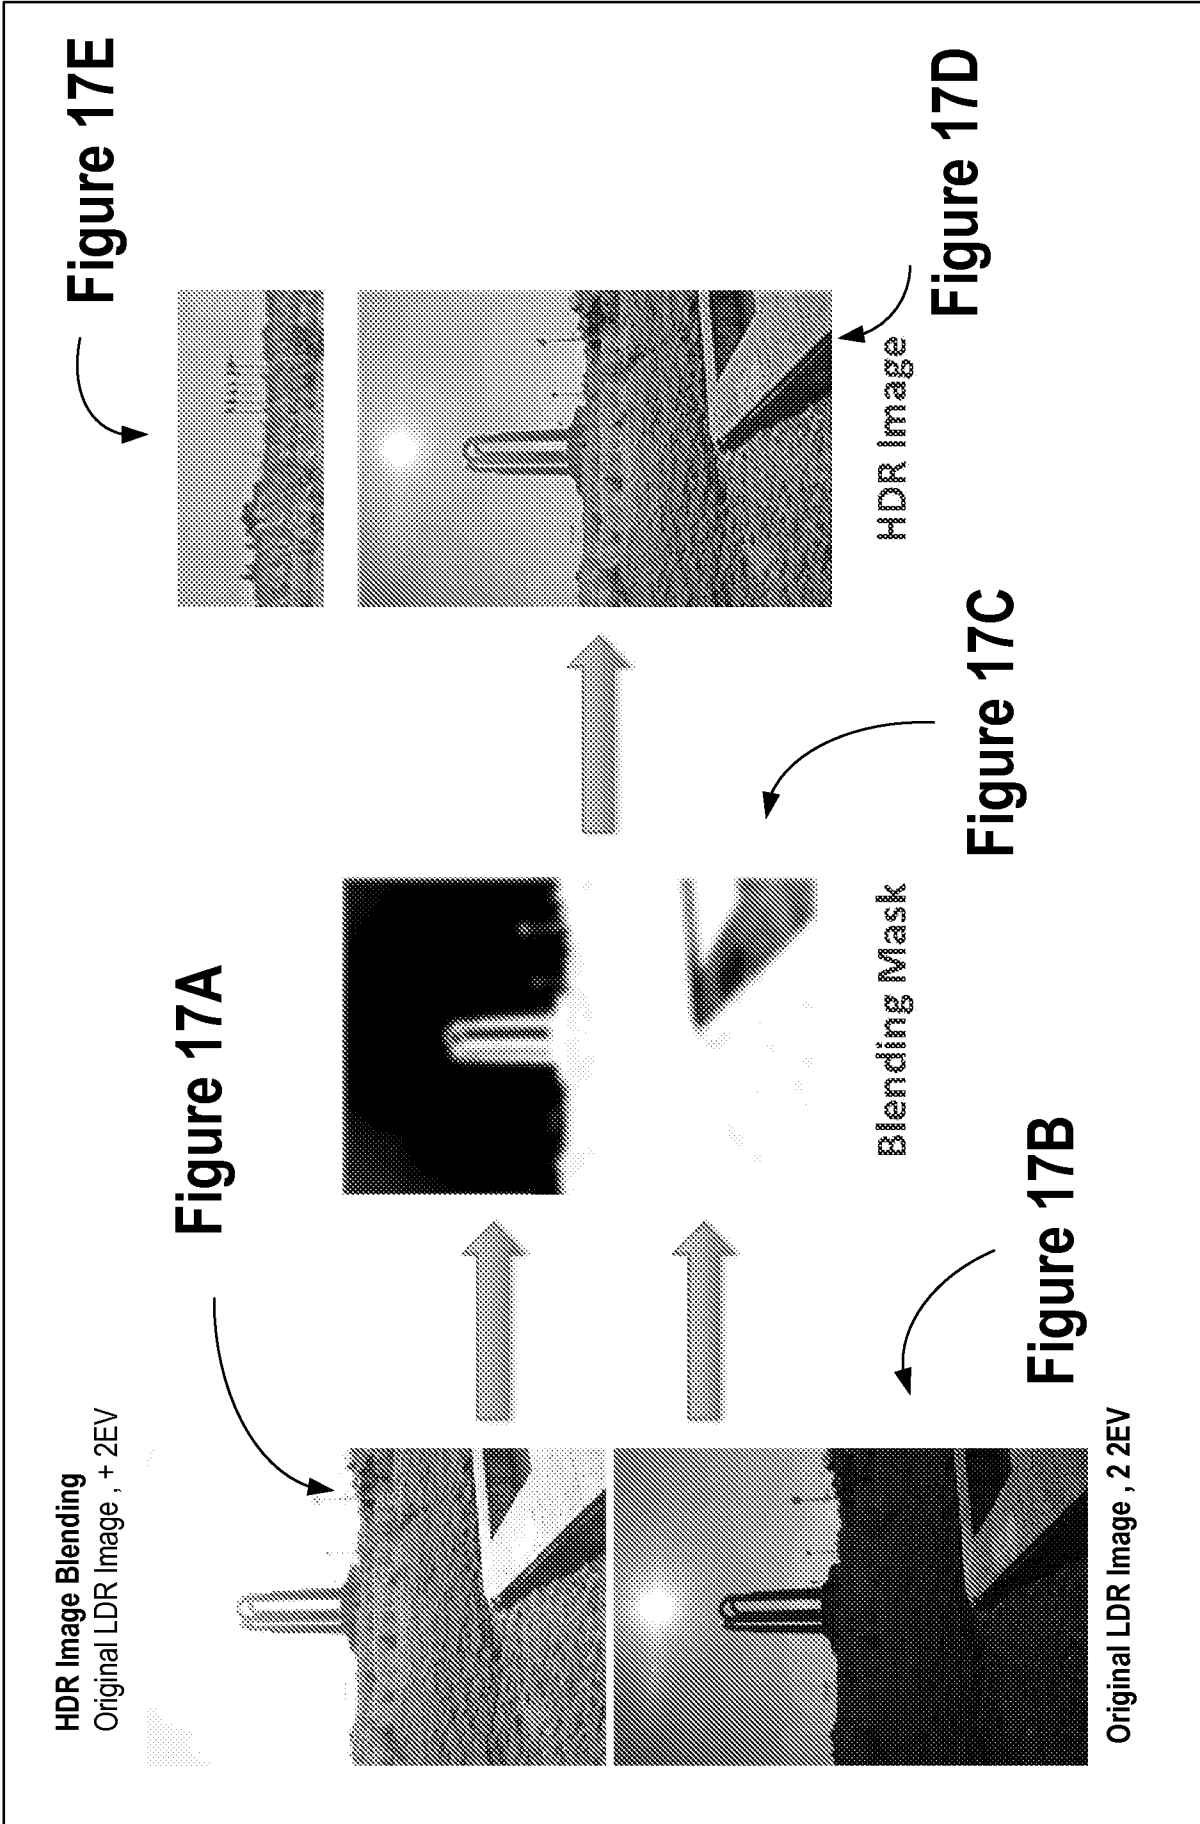 HDR Image Blending
Original LDR Image , + 2EV
Figure 17A
Figure 17E
Blending Mask
Figure 17C
HDR Image
Figure 17D
Original LDR Image , 2 2EV
Figure 17B